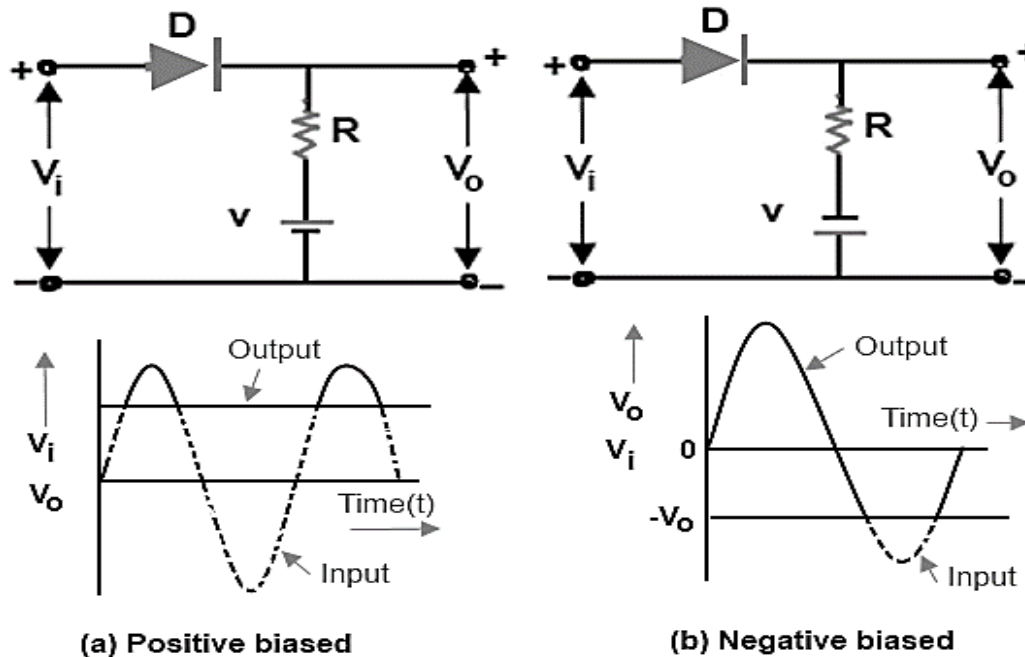 D
+
+
R
Vi
Vo
v
−
−
D
+
+
R
Vi
Vo
v
−
−
Output
Vi
Vo
Time(t)
Input
(a) Positive biased
Output
Vo
Time(t)
Vi
0
-Vo
Input
(b) Negative biased